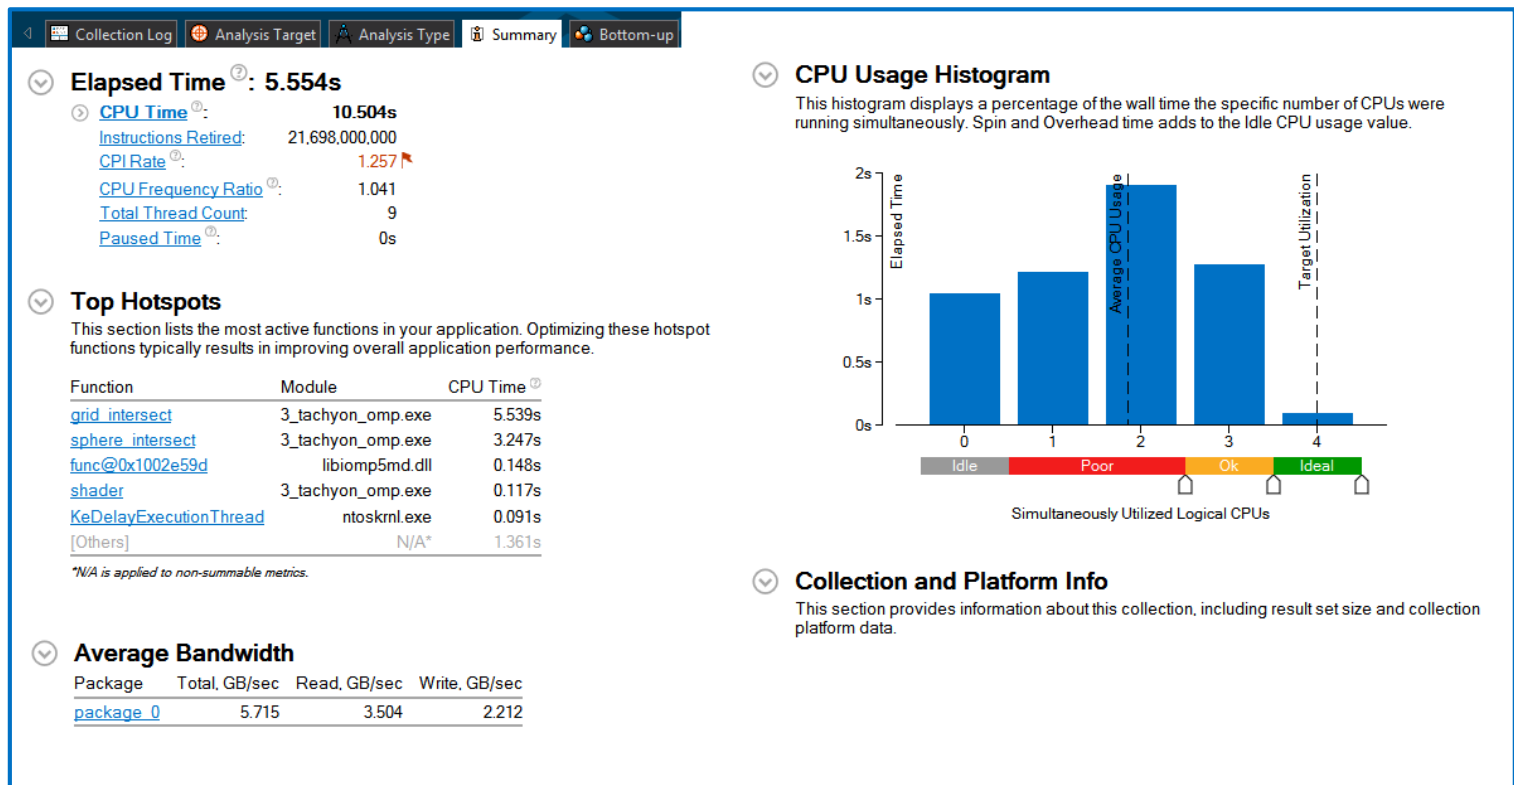 Collection Log Analysis Target Analysis Type Summary Bottom-up
Elapsed Time ?: 5.554s
CPU Time ?: 10.504s
Instructions Retired: 21,698,000,000
CPI Rate ?: 1.257
CPU Frequency Ratio ?: 1.041
Total Thread Count: 9
Paused Time ?: 0s
Top Hotspots
This section lists the most active functions in your application. Optimizing these hotspot
functions typically results in improving overall application performance.
Function Module CPU Time ?
grid_intersect 3_tachyon_omp.exe 5.539s
sphere_intersect 3_tachyon_omp.exe 3.247s
func@0x1002e59d libiomp5md.dll 0.148s
shader 3_tachyon_omp.exe 0.117s
KeDelayExecutionThread ntoskrnl.exe 0.091s
[Others] N/A* 1.361s
*N/A is applied to non-summable metrics.
Average Bandwidth
Package Total, GB/sec Read, GB/sec Write, GB/sec
package_0 5.715 3.504 2.212
CPU Usage Histogram
This histogram displays a percentage of the wall time the specific number of CPUs were
running simultaneously. Spin and Overhead time adds to the Idle CPU usage value.
2s
1.5s
1s
0.5s
0s
Elapsed Time
Average CPU Usage
Target Utilization
0 1 2 3 4
Idle Poor Ok Ideal
Simultaneously Utilized Logical CPUs
Collection and Platform Info
This section provides information about this collection, including result set size and collection
platform data.